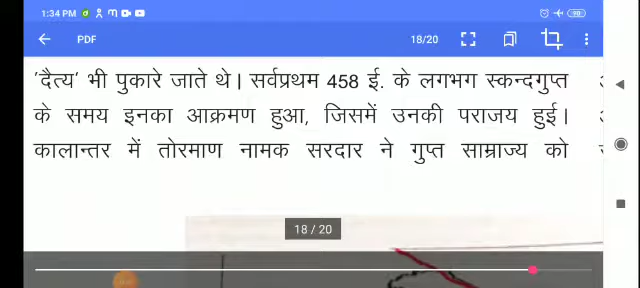 1:34 PM
PDF 18/20
'दैत्य' भी पुकारे जाते थे। सर्वप्रथम 458 ई. के लगभग स्कन्दगुप्त
के समय इनका आक्रमण हुआ, जिसमें उनकी पराजय हुई।
कालान्तर में तोरमाण नामक सरदार ने गुप्त साम्राज्य को
18 / 20